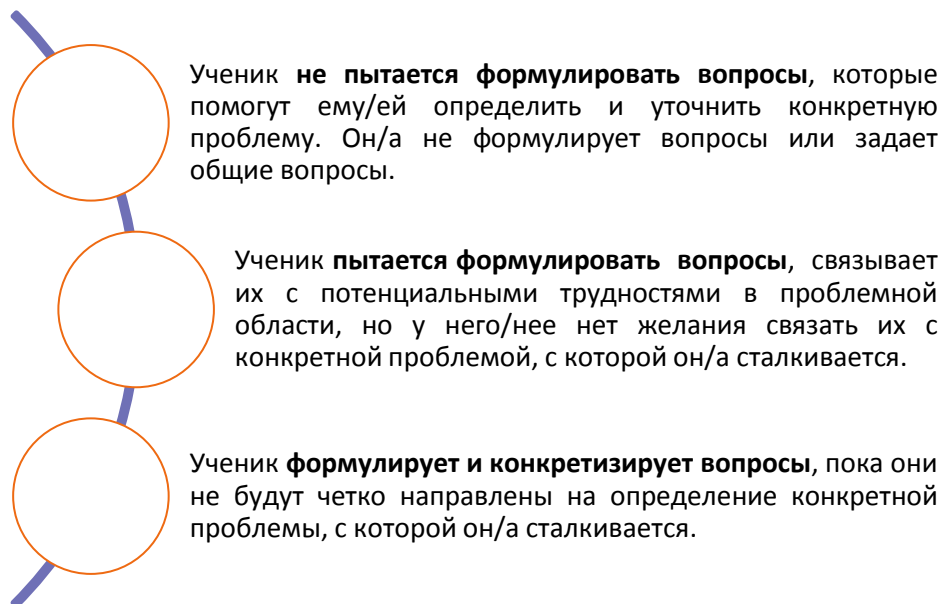 Ученик не пытается формулировать вопросы, которые
помогут ему/ей определить и уточнить конкретную
проблему. Он/а не формулирует вопросы или задает
общие вопросы.
Ученик пытается формулировать вопросы, связывает
их с потенциальными трудностями в проблемной
области, но у него/нее нет желания связать их с
конкретной проблемой, с которой он/а сталкивается.
Ученик формулирует и конкретизирует вопросы, пока они
не будут четко направлены на определение конкретной
проблемы, с которой он/а сталкивается.